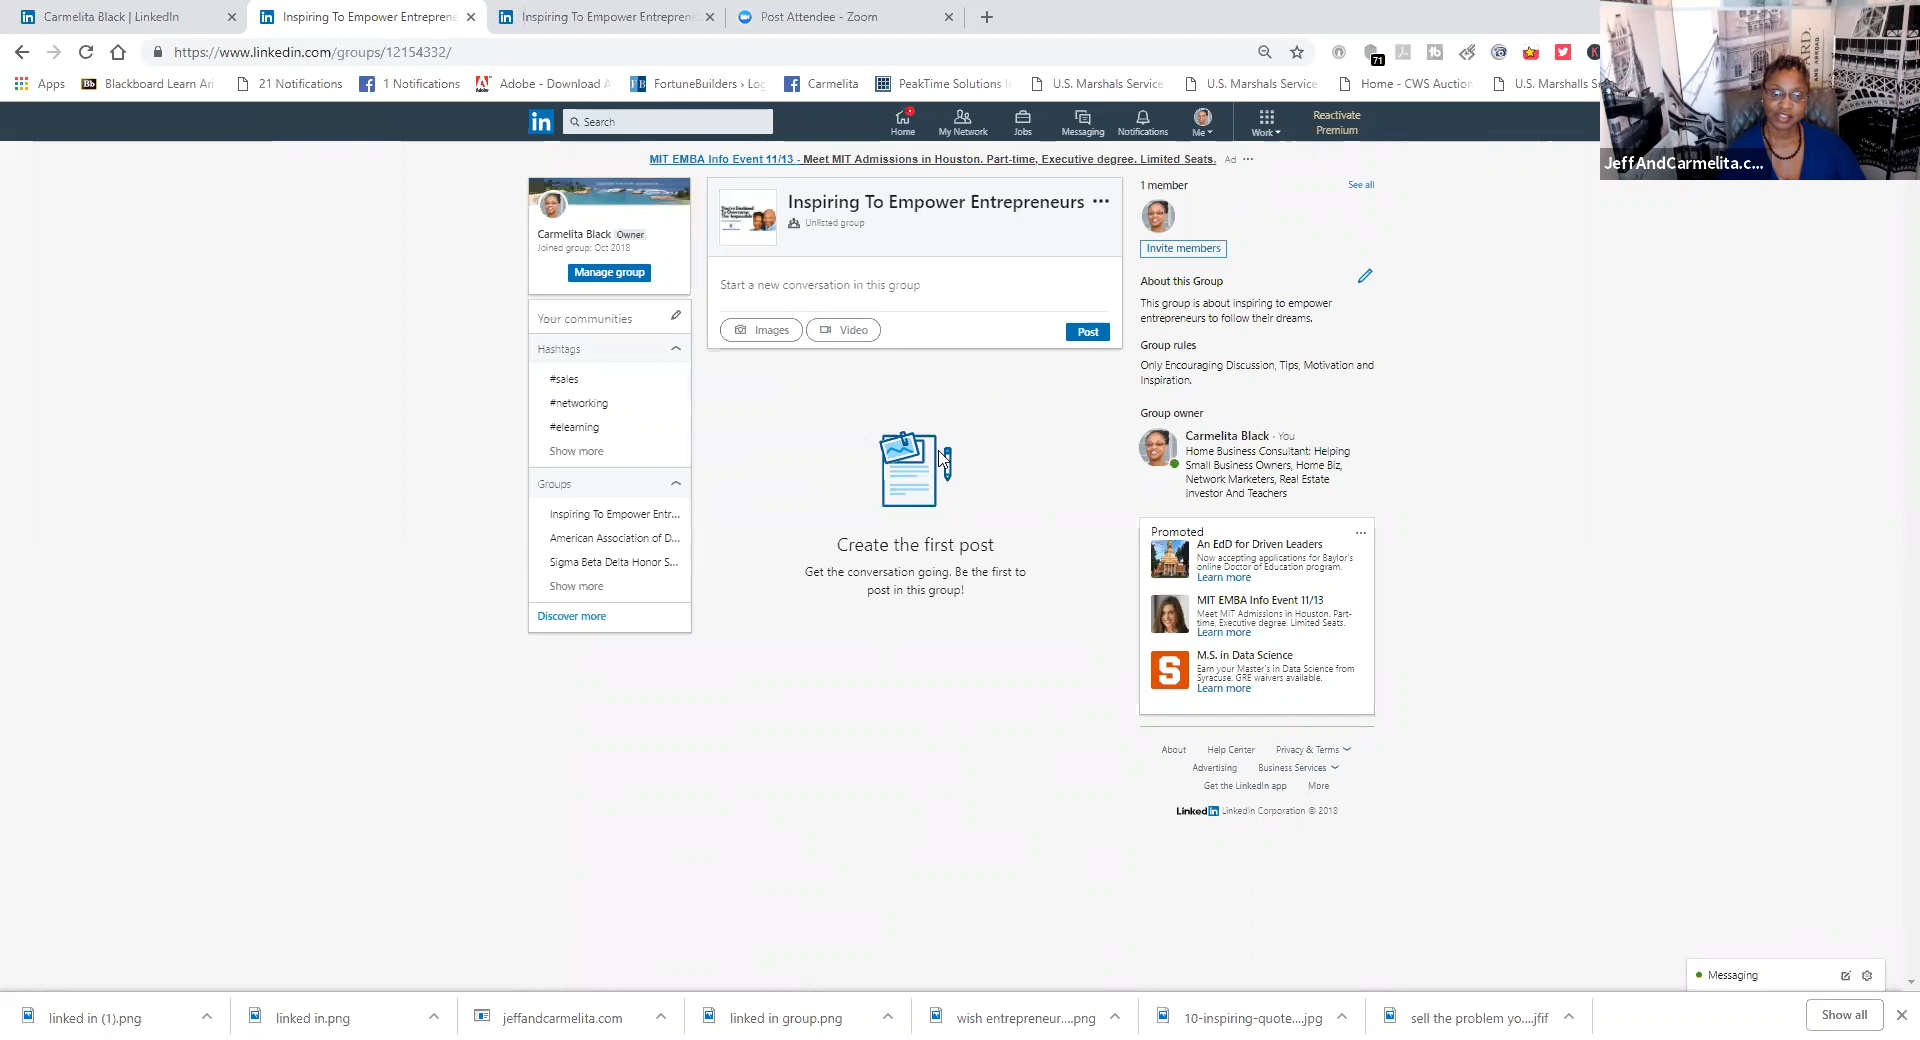 Carmelita Black | LinkedIn
Inspiring To Empower Entreprene
Inspiring To Empower Entreprene
Post Attendee - Zoom
https://www.linkedin.com/groups/12154332/
71
Apps
Bb Blackboard Learn
21 Notifications
1 Notifications
Adobe - Download A
FB FortuneBuilders › Log
Carmelita
PeakTime Solutions
U.S. Marshals Service
U.S. Marshals Service
Home - CWS Auction
U.S. Marshalls Se
JeffAndCarmelita.c...
in
Search
Home
My Network
Jobs
Messaging
Notifications
Me
Work
Reactivate
Premium
MIT EMBA Info Event 11/13 - Meet MIT Admissions in Houston. Part-time, Executive degree. Limited Seats. Ad ...
Carmelita Black Owner
Joined group: Oct 2018
Manage group
Your communities
Hashtags
#sales
#networking
#elearning
Show more
Groups
Inspiring To Empower Entr...
American Association of D...
Sigma Beta Delta Honor S...
Show more
Discover more
Inspiring To Empower Entrepreneurs ...
Unlisted group
Start a new conversation in this group
Images
Video
Post
Create the first post
Get the conversation going. Be the first to
post in this group!
1 member
See all
Invite members
About this Group
This group is about inspiring to empower
entrepreneurs to follow their dreams.
Group rules
Only Encouraging Discussion, Tips, Motivation and
Inspiration.
Group owner
Carmelita Black · You
Home Business Consultant: Helping
Small Business Owners, Home Biz,
Network Marketers, Real Estate
Investor And Teachers
Promoted ...
An EdD for Driven Leaders
Now accepting applications for Baylor's
online Doctor of Education program.
Learn more
MIT EMBA Info Event 11/13
Meet MIT Admissions in Houston. Part-
time, Executive degree. Limited Seats.
Learn more
S
M.S. in Data Science
Earn your Master's in Data Science from
Syracuse. GRE waivers available.
Learn more
About
Help Center
Privacy & Terms
Advertising
Business Services
Get the LinkedIn app
More
LinkedIn LinkedIn Corporation © 2018
Messaging
linked in (1).png
linked in.png
jeffandcarmelita.com
linked in group.png
wish entrepreneur....png
10-inspiring-quote....jpg
sell the problem yo....jfif
Show all